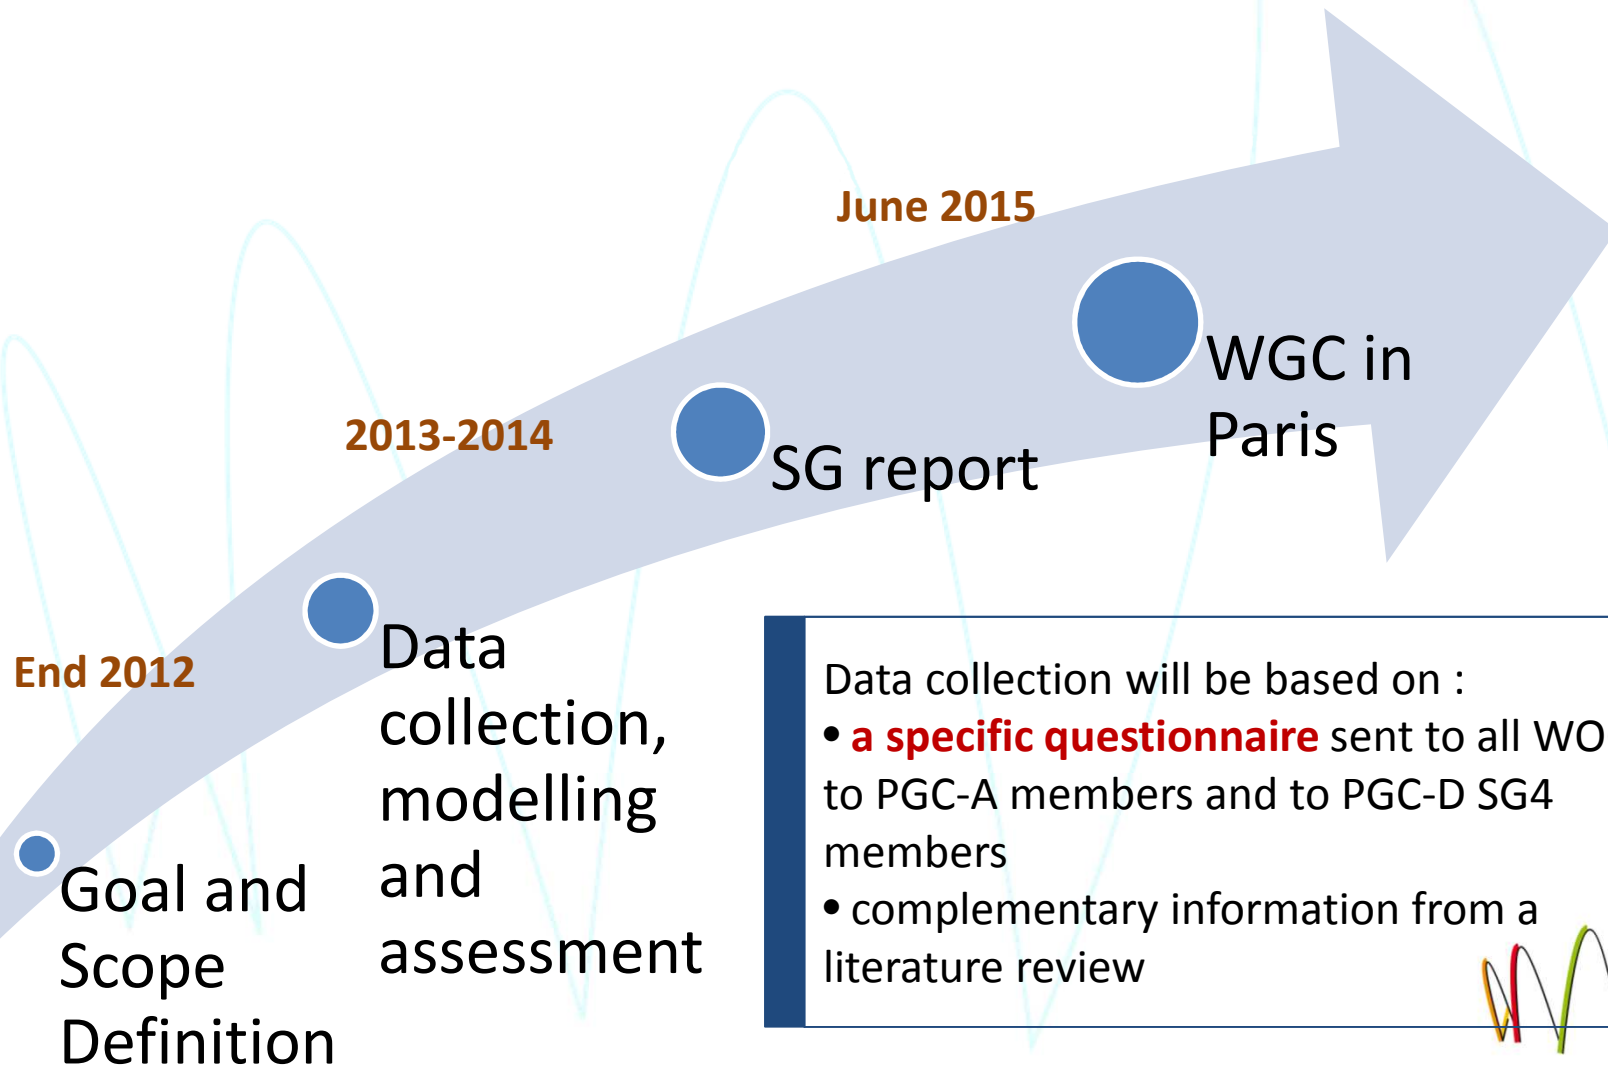 June 2015
WGC in
Paris
2013-2014
SG report
End 2012
Data
collection,
modelling
and
assessment
Goal and
Scope
Definition
Data collection will be based on :
• a specific questionnaire sent to all WO
to PGC-A members and to PGC-D SG4
members
• complementary information from a
literature review